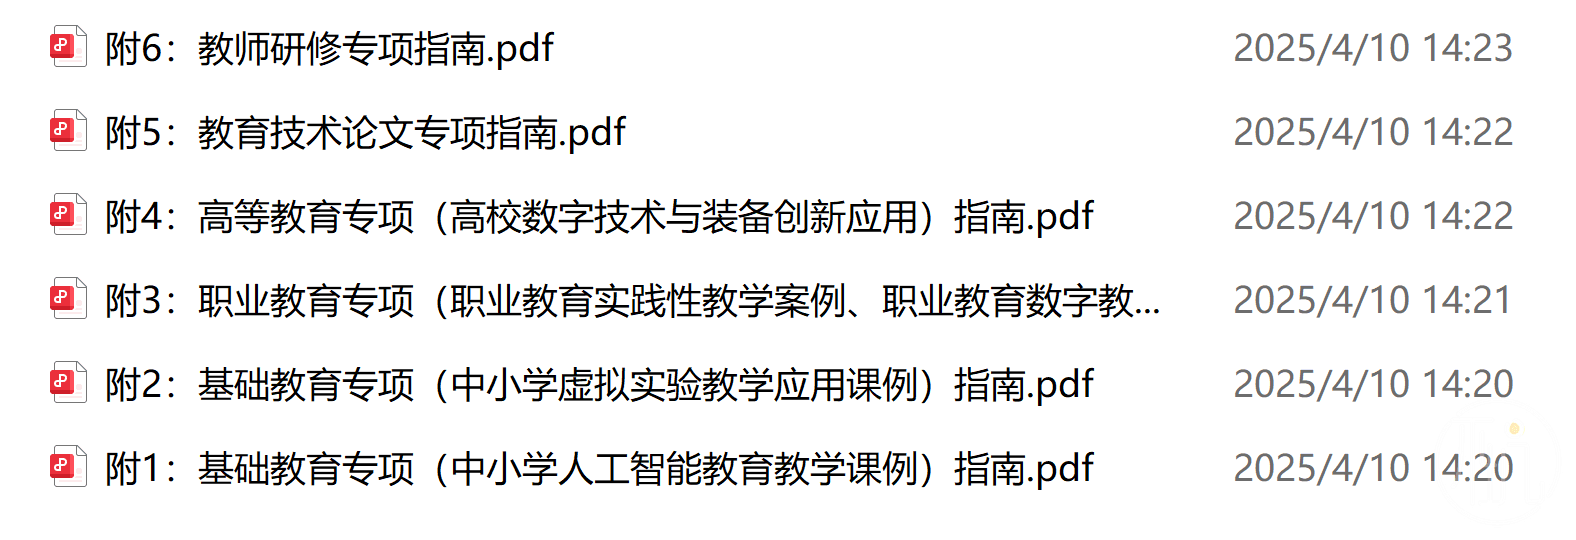 附6：教师研修专项指南.pdf 2025/4/10 14:23
附5：教育技术论文专项指南.pdf 2025/4/10 14:22
附4：高等教育专项（高校数字技术与装备创新应用）指南.pdf 2025/4/10 14:22
附3：职业教育专项（职业教育实践性教学案例、职业教育数字教... 2025/4/10 14:21
附2：基础教育专项（中小学虚拟实验教学应用课例）指南.pdf 2025/4/10 14:20
附1：基础教育专项（中小学人工智能教育教学课例）指南.pdf 2025/4/10 14:20